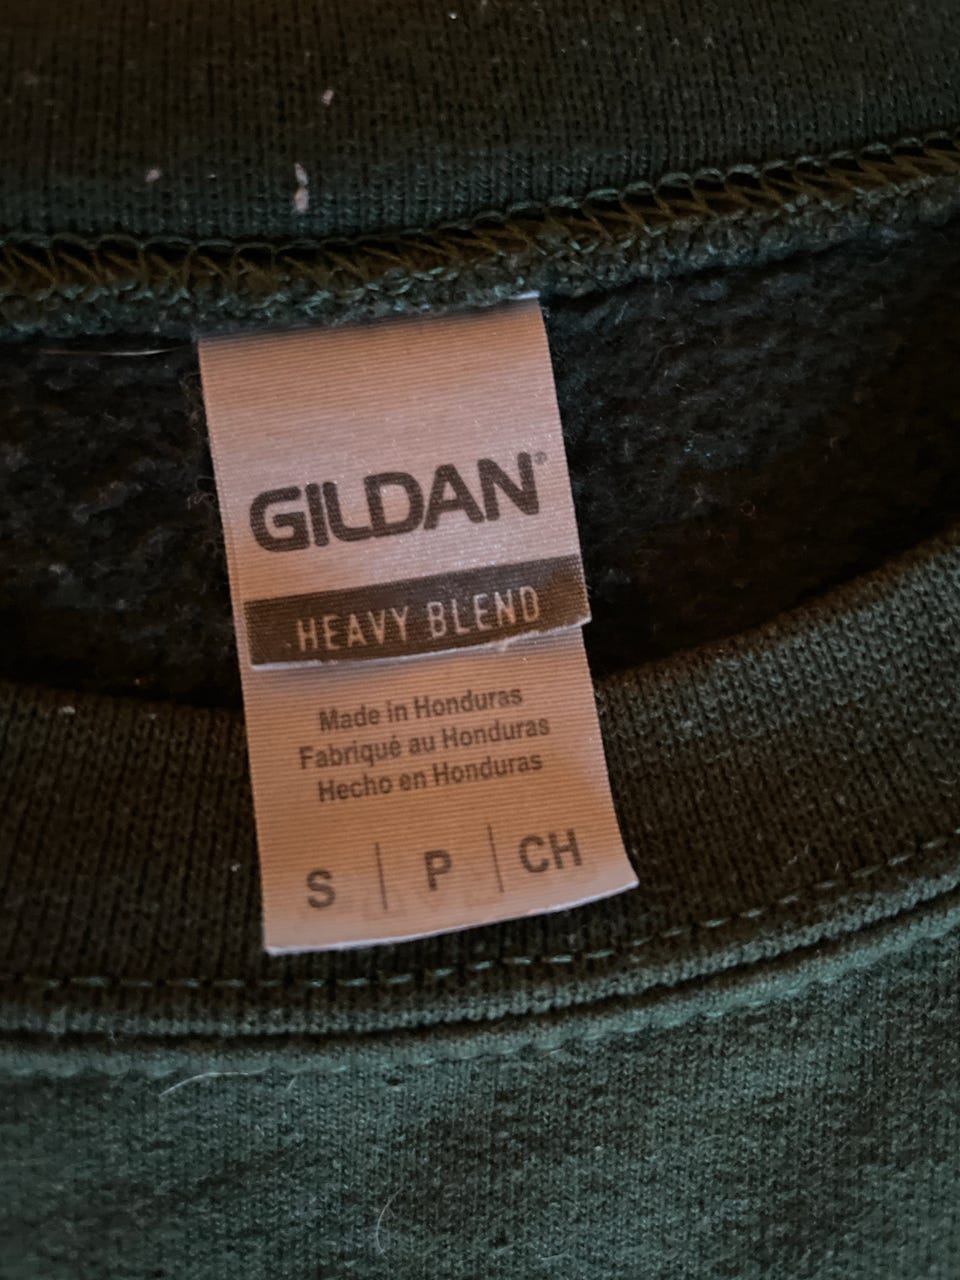 GILDAN®
HEAVY BLEND
Made in Honduras
Fabriqué au Honduras
Hecho en Honduras
S | P | CH